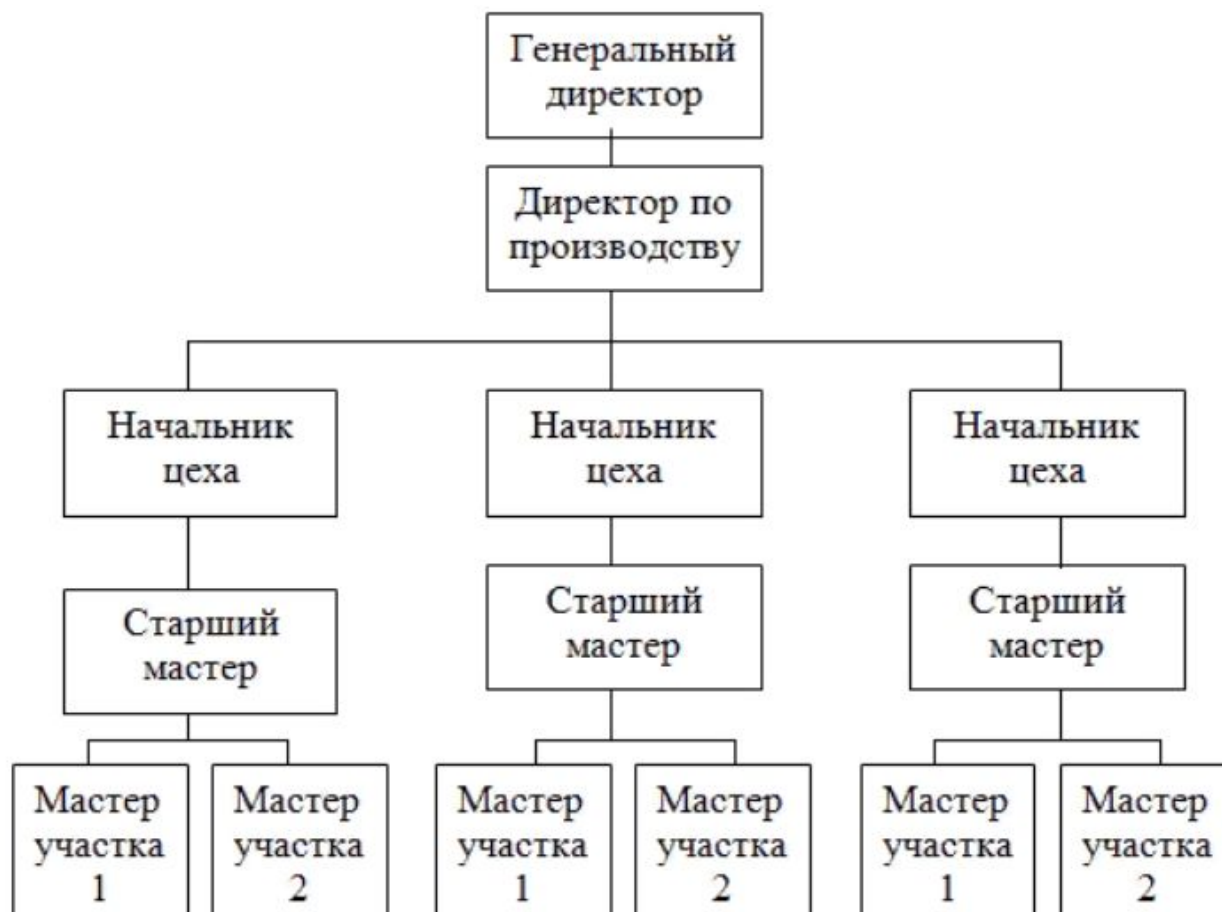 Генеральный
директор
Директор по
производству
Начальник
цеха
Начальник
цеха
Начальник
цеха
Старший
мастер
Старший
мастер
Старший
мастер
Мастер
участка
1
Мастер
участка
2
Мастер
участка
1
Мастер
участка
2
Мастер
участка
1
Мастер
участка
2